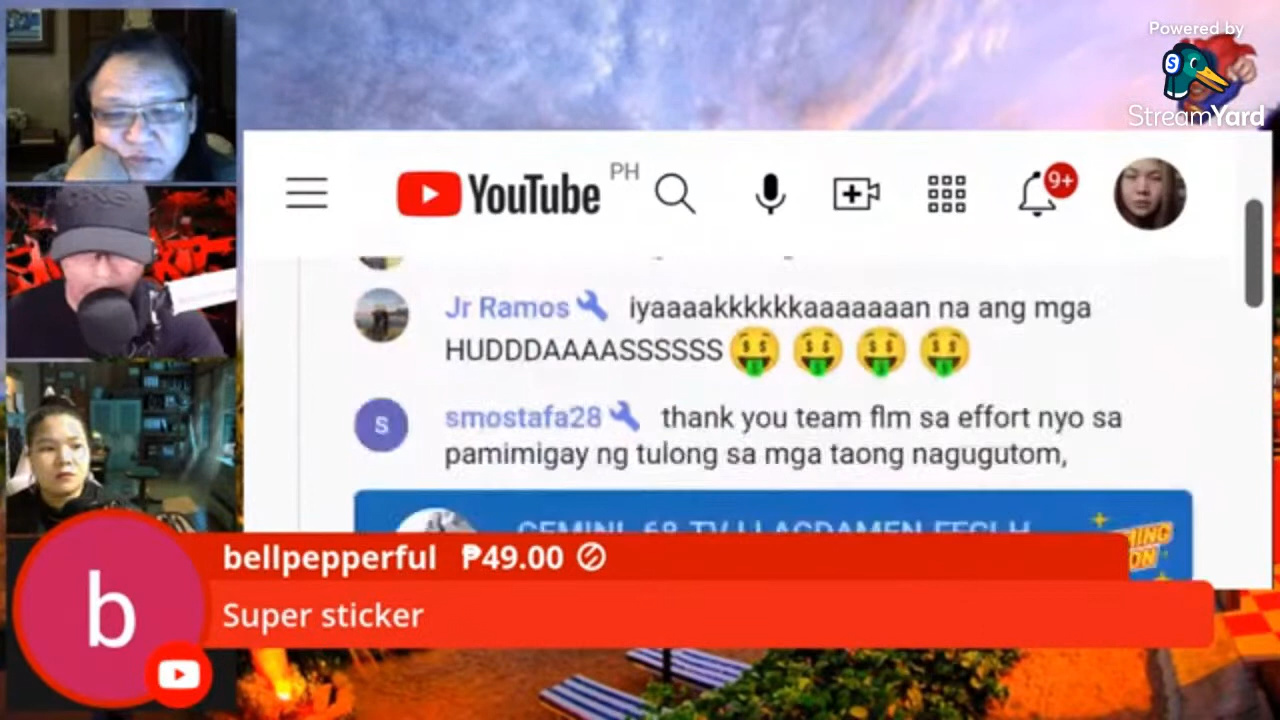 Powered by
StreamYard
YouTube PH
9+
Jr Ramos iyaaaakkkkkkaaaaaaan na ang mga
HUDDDAAAASSSSSS
S
smostafa28 thank you team flm sa effort nyo sa
pamimigay ng tulong sa mga taong nagugutom,
bellpepperful ₱49.00
b
Super sticker